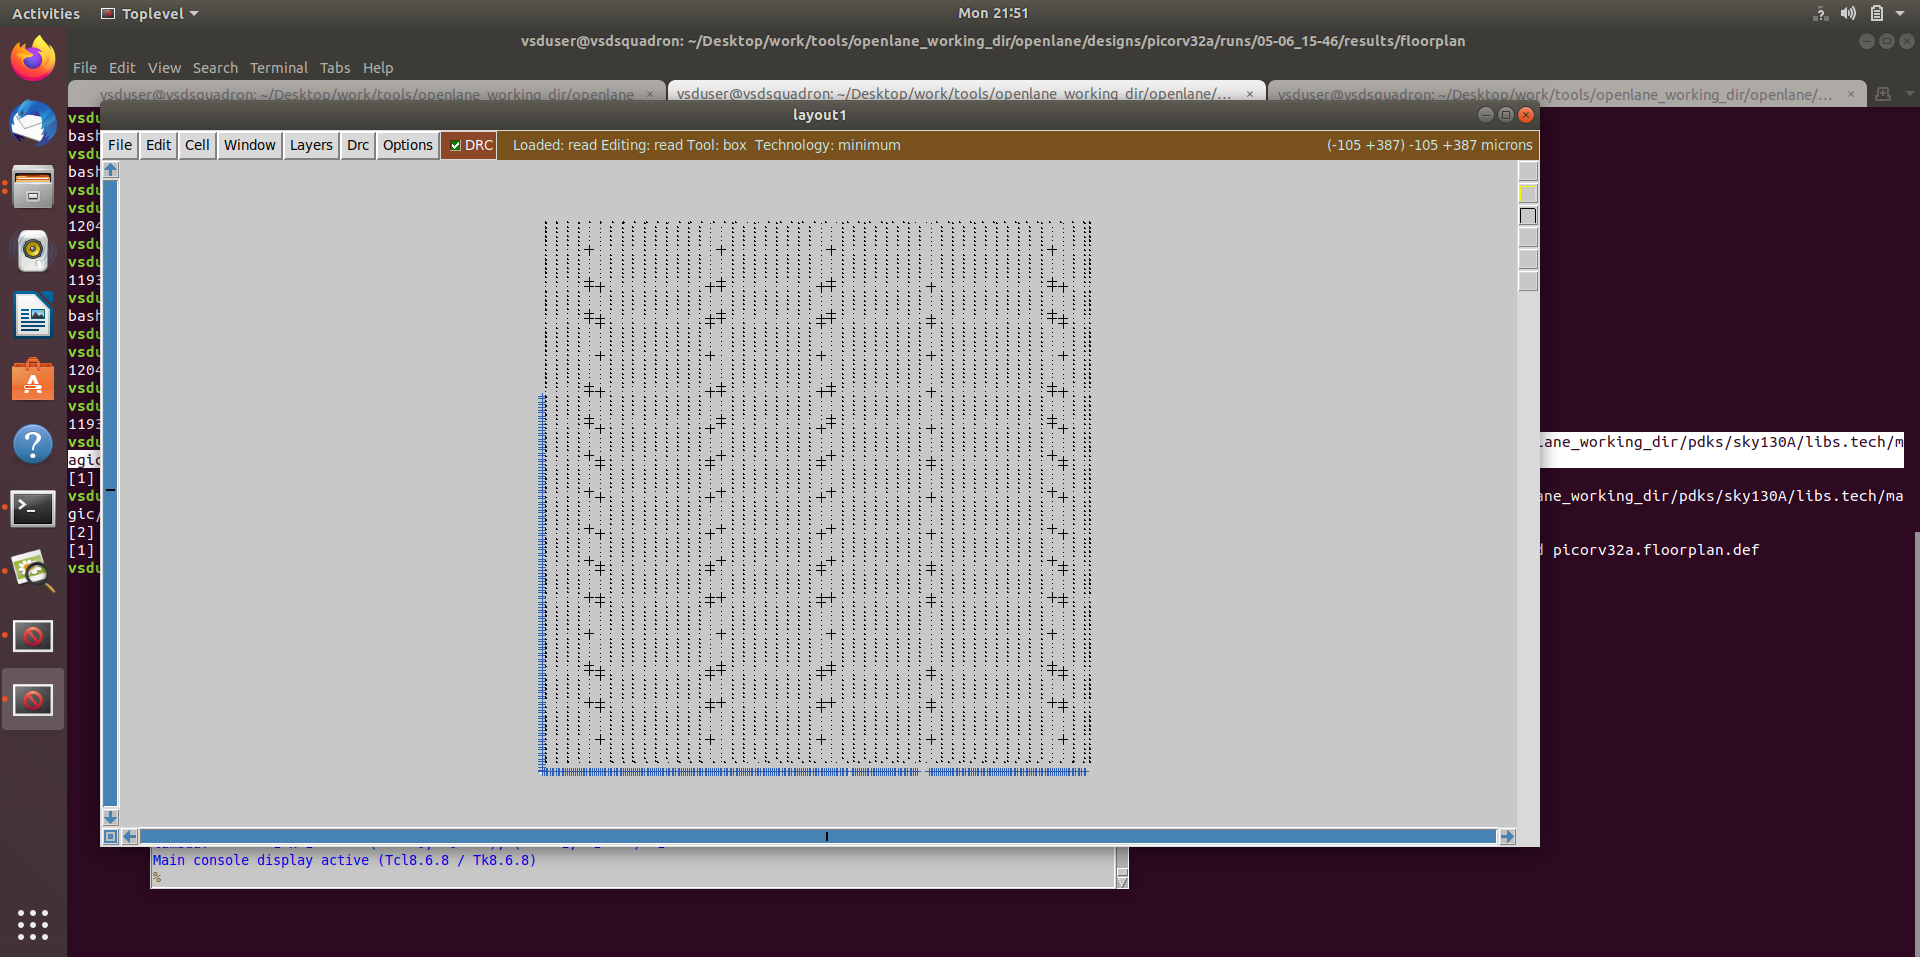 Activities Toplevel Mon 21:51
vsduser@vsdsquadron: ~/Desktop/work/tools/openlane_working_dir/openlane/designs/picorv32a/runs/05-06_15-46/results/floorplan
File Edit View Search Terminal Tabs Help
vsduser@vsdsquadron: ~/Desktop/work/tools/openlane_working_dir/openlane × vsduser@vsdsquadron: ~/Desktop/work/tools/openlane_working_dir/openlane/... × vsduser@vsdsquadron: ~/Desktop/work/tools/openlane_working_dir/openlane/... ×
layout1
File Edit Cell Window Layers Drc Options DRC Loaded: read Editing: read Tool: box Technology: minimum (-105 +387) -105 +387 microns
vsdu
bash
vsdu
bash
vsdu
vsdu
1204
vsdu
vsdu
1193
vsdu
bash
vsdu
vsdu
1204
vsdu
vsdu
1193
vsdu lane_working_dir/pdks/sky130A/libs.tech/m
agic
[1]
vsdu ane_working_dir/pdks/sky130A/libs.tech/ma
gic/
[2]
[1] d picorv32a.floorplan.def
vsdu
Main console display active (Tcl8.6.8 / Tk8.6.8)
%